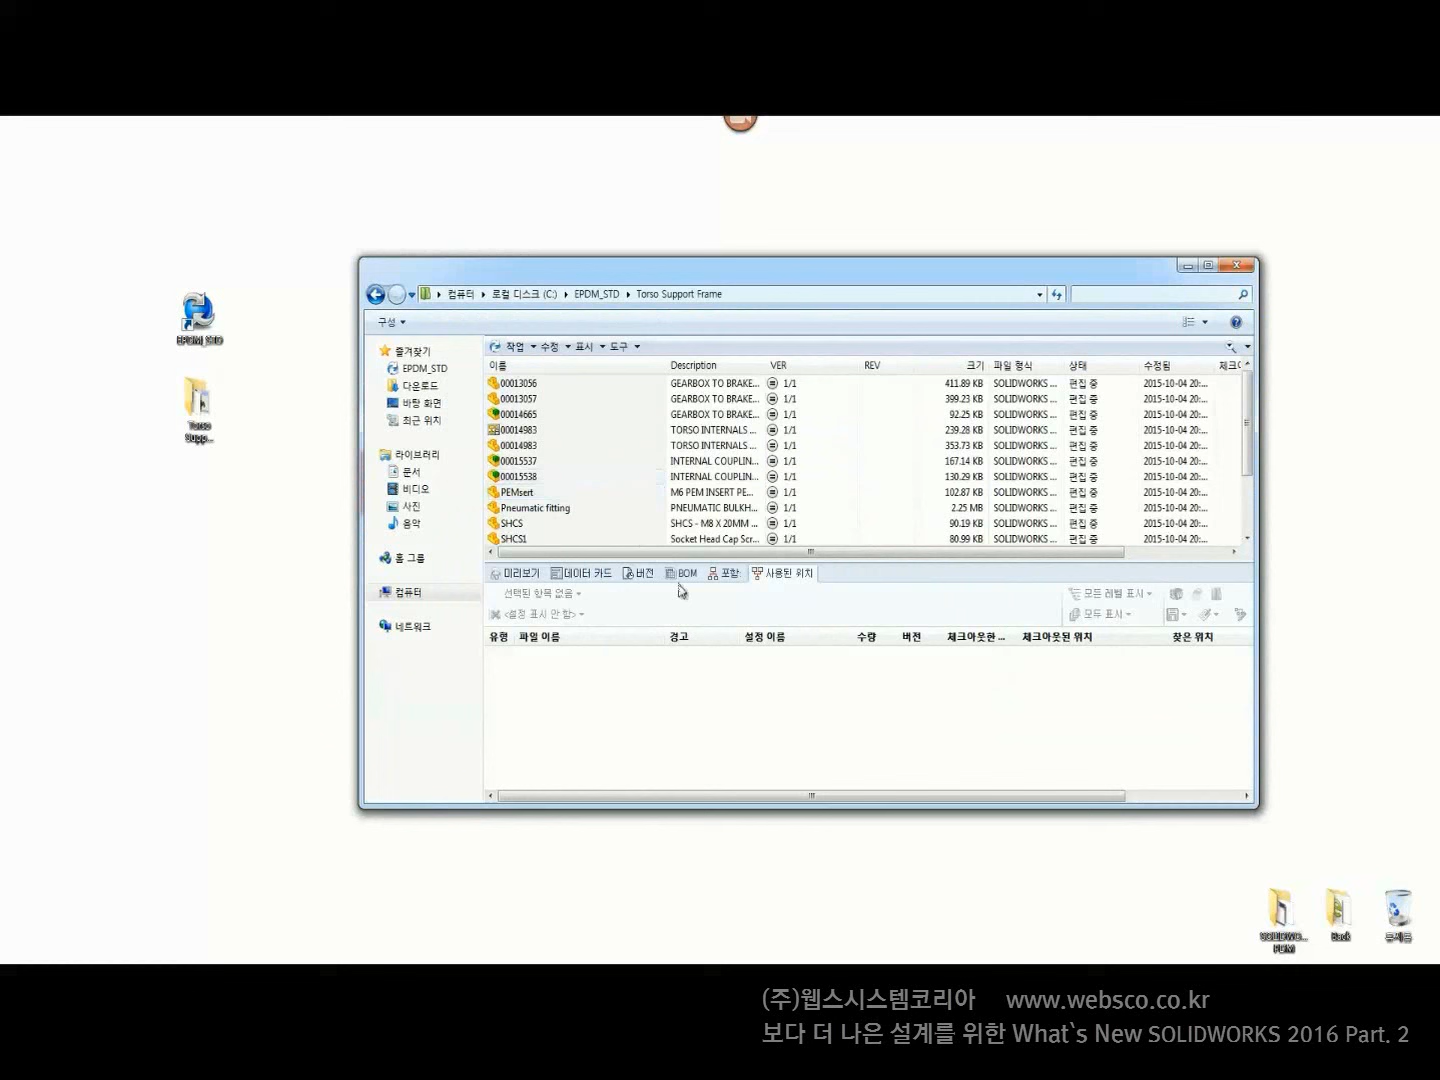 컴퓨터 로컬 디스크 (C:) EPDM_STD Torso Support Frame
구성
즐겨찾기
EPDM_STD
다운로드
바탕 화면
최근 위치
라이브러리
문서
비디오
사진
음악
홈 그룹
컴퓨터
네트워크
작업 수정 표시 도구
이름 Description VER REV 크기 파일 형식 상태 수정됨
00013056 GEARBOX TO BRAKE... 1/1 411.89 KB SOLIDWORKS ... 편집 중 2015-10-04 20:...
00013057 GEARBOX TO BRAKE... 1/1 399.23 KB SOLIDWORKS ... 편집 중 2015-10-04 20:...
00014665 GEARBOX TO BRAKE... 1/1 92.25 KB SOLIDWORKS ... 편집 중 2015-10-04 20:...
00014983 TORSO INTERNALS ... 1/1 239.28 KB SOLIDWORKS ... 편집 중 2015-10-04 20:...
00014983 TORSO INTERNALS ... 1/1 353.73 KB SOLIDWORKS ... 편집 중 2015-10-04 20:...
00015537 INTERNAL COUPLIN... 1/1 167.14 KB SOLIDWORKS ... 편집 중 2015-10-04 20:...
00015538 INTERNAL COUPLIN... 1/1 130.29 KB SOLIDWORKS ... 편집 중 2015-10-04 20:...
PEMsert M6 PEM INSERT PE... 1/1 102.87 KB SOLIDWORKS ... 편집 중 2015-10-04 20:...
Pneumatic fitting PNEUMATIC BULKH... 1/1 2.25 MB SOLIDWORKS ... 편집 중 2015-10-04 20:...
SHCS SHCS - M8 X 20MM ... 1/1 90.19 KB SOLIDWORKS ... 편집 중 2015-10-04 20:...
SHCS1 Socket Head Cap Scr... 1/1 80.99 KB SOLIDWORKS ... 편집 중 2015-10-04 20:...
미리보기 데이터 카드 버전 BOM 포함 사용된 위치
선택된 항목 없음 모든 레벨 표시
<설정 표시 안 함> 모두 표시
유형 파일 이름 경고 설정 이름 수량 버전 체크아웃한 ... 체크아웃된 위치 찾은 위치
EPDM_STD
Torso
Supp...
SOLIDWO...
PDM
Back
휴지통
(주)웹스시스템코리아 www.websco.co.kr
보다 더 나은 설계를 위한 What`s New SOLIDWORKS 2016 Part. 2